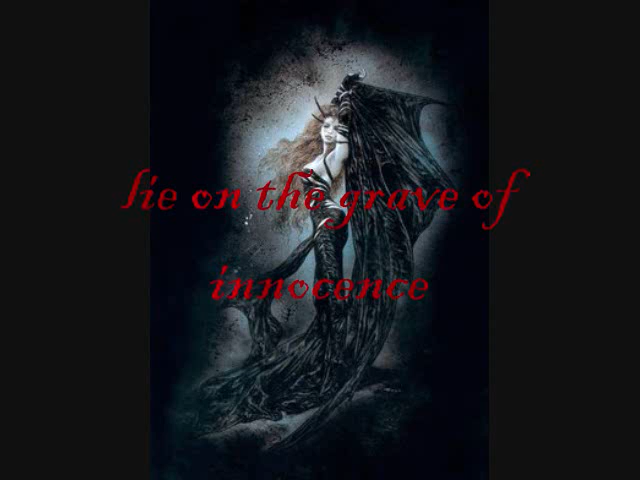 lie on the grave of
innocence